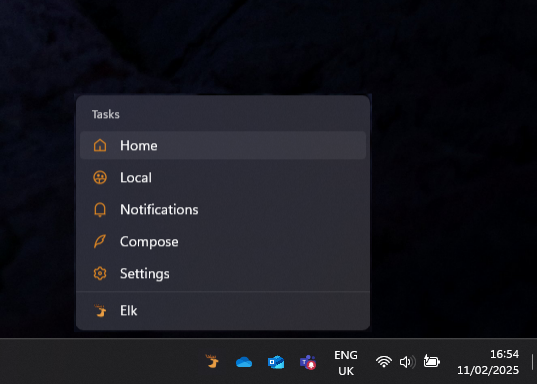 Tasks
Home
Local
Notifications
Compose
Settings
Elk
ENG
UK
16:54
11/02/2025